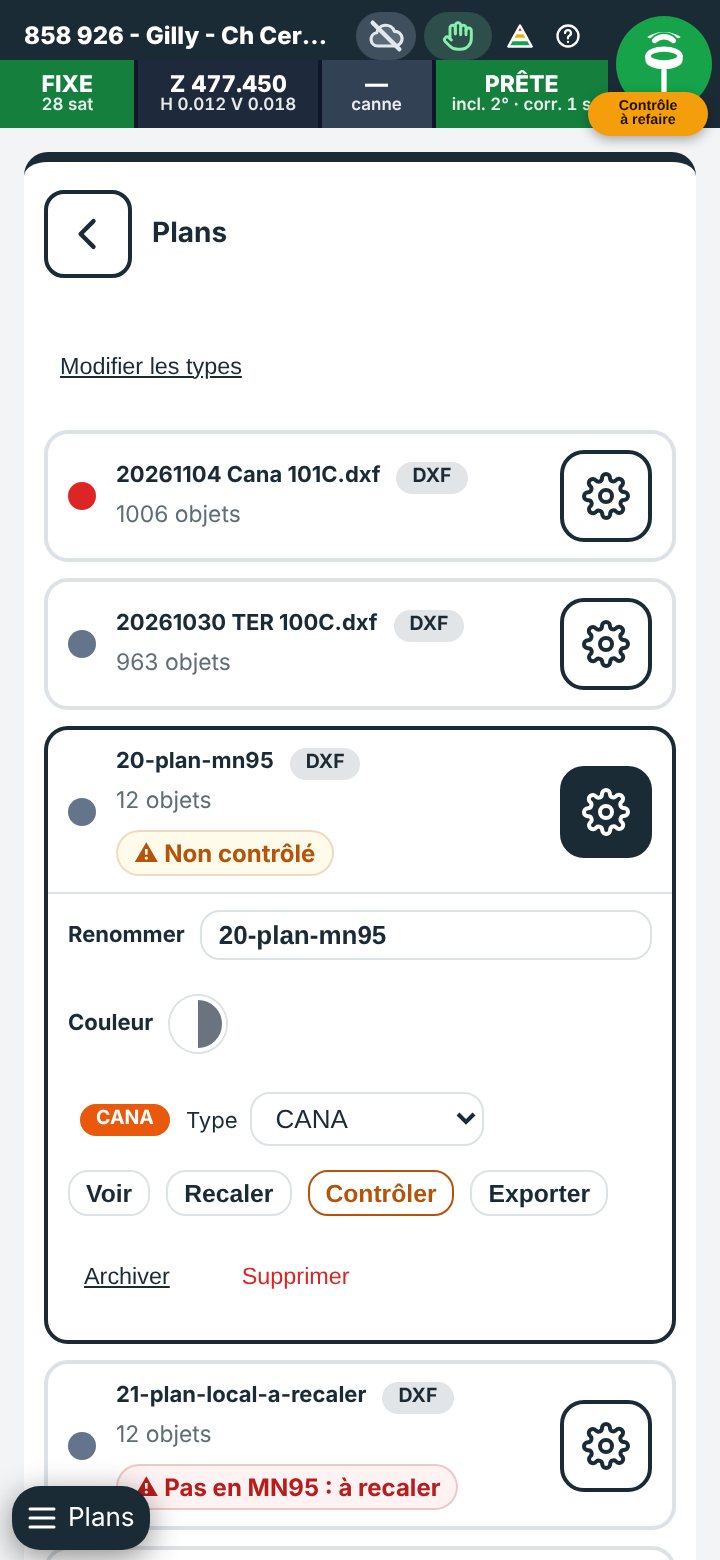 858 926 - Gilly - Ch Cer...
FIXE
28 sat
Z 477.450
H 0.012 V 0.018
—
canne
PRÊTE
incl. 2° · corr. 1 s
Contrôle
à refaire
Plans
Modifier les types
20261104 Cana 101C.dxf DXF
1006 objets
20261030 TER 100C.dxf DXF
963 objets
20-plan-mn95 DXF
12 objets
Non contrôlé
Renommer 20-plan-mn95
Couleur
CANA Type CANA
Voir Recaler Contrôler Exporter
Archiver Supprimer
21-plan-local-a-recaler DXF
12 objets
Pas en MN95 : à recaler
Plans